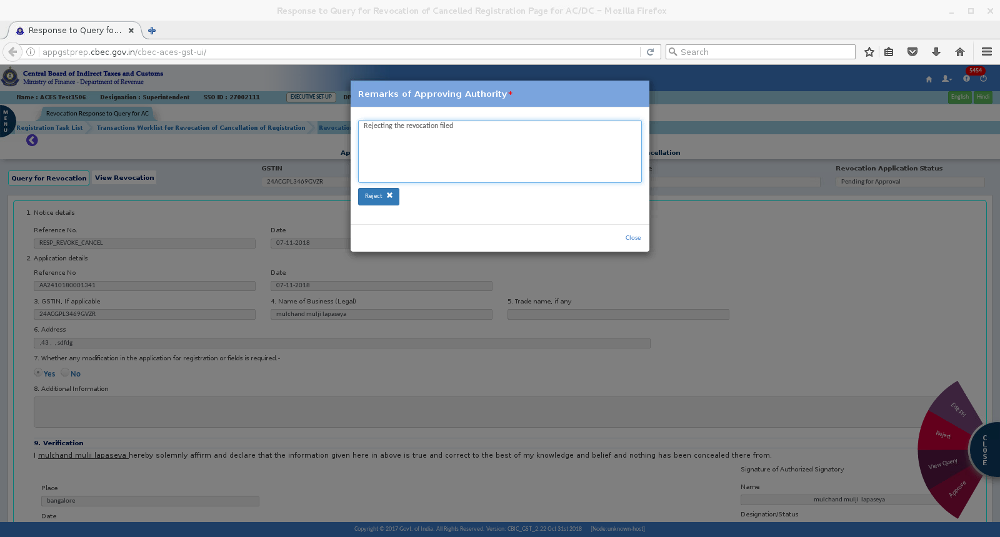 Response to Query for Revocation of Cancelled Registration Page for AC/DC – Mozilla Firefox
Response to Query fo...
appgstprep.cbec.gov.in/cbec-aces-gst-ui/
Search
Central Board of Indirect Taxes and Customs
Ministry of Finance - Department of Revenue
5454
Name : ACES Test1506 Designation : Superintendent SSO ID : 27002111 EXECUTIVE SET-UP
English Hindi
MENU
Revocation Response to Query for AC
Registration Task List Transactions Worklist for Revocation of Cancellation of Registration
Remarks of Approving Authority*
Rejecting the revocation filed
Reject
Close
Query for Revocation View Revocation
GSTIN
24ACGPL3469GVZR
Revocation Application Status
Pending for Approval
1. Notice details
Reference No. Date
RESP_REVOKE_CANCEL 07-11-2018
2. Application details
Reference No Date
AA2410180001341 07-11-2018
3. GSTIN, If applicable 4. Name of Business (Legal) 5. Trade name, if any
24ACGPL3469GVZR mulchand mulji lapaseya
6. Address
,43 , , sdfdg
7. Whether any modification in the application for registration or fields is required.-
Yes No
8. Additional Information
Edit PH
Reject
View Query
Approve
CLOSE
9. Verification
I mulchand mulji lapaseya hereby solemnly affirm and declare that the information given here in above is true and correct to the best of my knowledge and belief and nothing has been concealed there from.
Signature of Authorized Signatory
Place
bangalore
Name
mulchand mulji lapaseya
Date
Designation/Status
Copyright © 2017 Govt. of India. All Rights Reserved. Version: CBIC_GST_2.22 Oct 31st 2018 [Node:unknown-host]